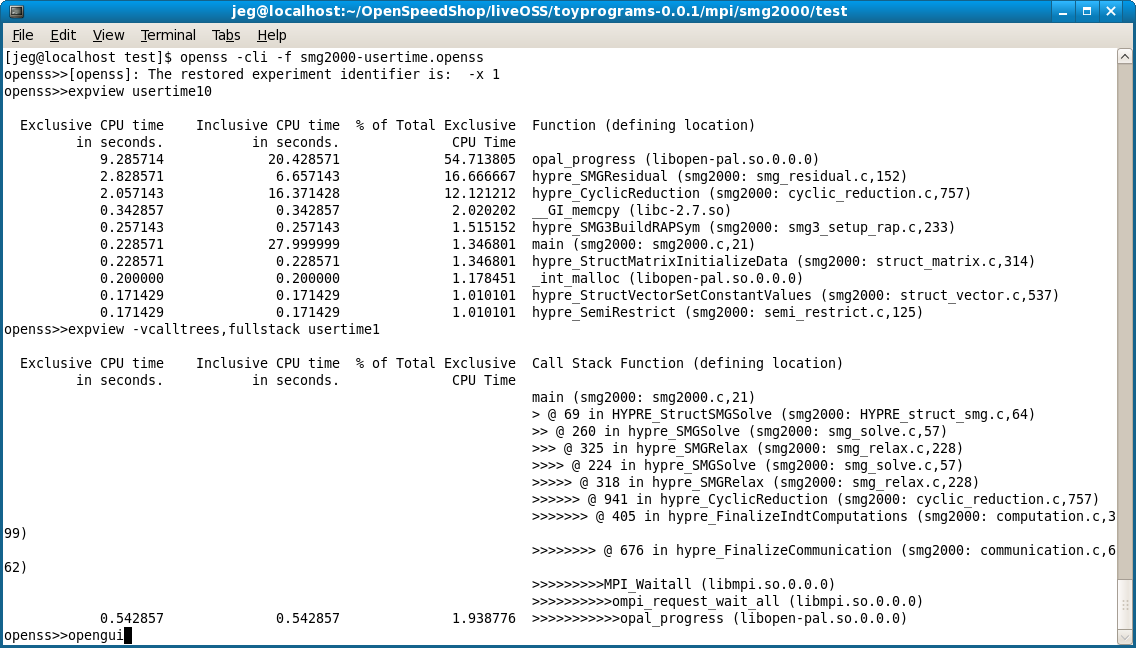 jeg@localhost:~/OpenSpeedShop/liveOSS/toyprograms-0.0.1/mpi/smg2000/test
File Edit View Terminal Tabs Help
[jeg@localhost test]$ openss -cli -f smg2000-usertime.openss
openss>>[openss]: The restored experiment identifier is:  -x 1
openss>>expview usertime10
Exclusive CPU time    Inclusive CPU time  % of Total Exclusive  Function (defining location)
in seconds.           in seconds.              CPU Time
9.285714             20.428571             54.713805  opal_progress (libopen-pal.so.0.0.0)
2.828571              6.657143             16.666667  hypre_SMGResidual (smg2000: smg_residual.c,152)
2.057143             16.371428             12.121212  hypre_CyclicReduction (smg2000: cyclic_reduction.c,757)
0.342857              0.342857              2.020202  __GI_memcpy (libc-2.7.so)
0.257143              0.257143              1.515152  hypre_SMG3BuildRAPSym (smg2000: smg3_setup_rap.c,233)
0.228571             27.999999              1.346801  main (smg2000: smg2000.c,21)
0.228571              0.228571              1.346801  hypre_StructMatrixInitializeData (smg2000: struct_matrix.c,314)
0.200000              0.200000              1.178451  _int_malloc (libopen-pal.so.0.0.0)
0.171429              0.171429              1.010101  hypre_StructVectorSetConstantValues (smg2000: struct_vector.c,537)
0.171429              0.171429              1.010101  hypre_SemiRestrict (smg2000: semi_restrict.c,125)
openss>>expview -vcalltrees,fullstack usertime1
Exclusive CPU time    Inclusive CPU time  % of Total Exclusive  Call Stack Function (defining location)
in seconds.           in seconds.              CPU Time
main (smg2000: smg2000.c,21)
> @ 69 in HYPRE_StructSMGSolve (smg2000: HYPRE_struct_smg.c,64)
>> @ 260 in hypre_SMGSolve (smg2000: smg_solve.c,57)
>>> @ 325 in hypre_SMGRelax (smg2000: smg_relax.c,228)
>>>> @ 224 in hypre_SMGSolve (smg2000: smg_solve.c,57)
>>>>> @ 318 in hypre_SMGRelax (smg2000: smg_relax.c,228)
>>>>>> @ 941 in hypre_CyclicReduction (smg2000: cyclic_reduction.c,757)
>>>>>>> @ 405 in hypre_FinalizeIndtComputations (smg2000: computation.c,3
99)
>>>>>>>> @ 676 in hypre_FinalizeCommunication (smg2000: communication.c,6
62)
>>>>>>>>>MPI_Waitall (libmpi.so.0.0.0)
>>>>>>>>>>ompi_request_wait_all (libmpi.so.0.0.0)
0.542857              0.542857              1.938776  >>>>>>>>>>>opal_progress (libopen-pal.so.0.0.0)
openss>>opengui